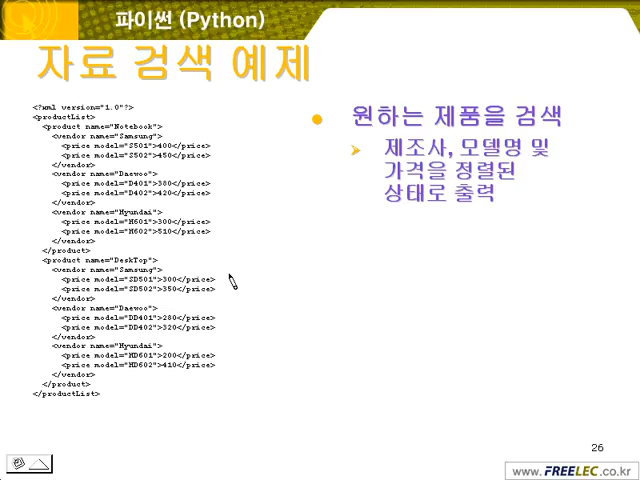 파이썬 (Python)
자료 검색 예제
<?xml version="1.0"?>
<productList>
<product name="Notebook">
<vendor name="Samsung">
<price model="S501">400</price>
<price model="S502">450</price>
</vendor>
<vendor name="Daewoo">
<price model="D401">380</price>
<price model="D402">420</price>
</vendor>
<vendor name="Hyundai">
<price model="H601">300</price>
<price model="H602">510</price>
</vendor>
</product>
<product name="DeskTop">
<vendor name="Samsung">
<price model="SD501">300</price>
<price model="SD502">350</price>
</vendor>
<vendor name="Daewoo">
<price model="DD401">280</price>
<price model="DD402">320</price>
</vendor>
<vendor name="Hyundai">
<price model="HD601">200</price>
<price model="HD602">410</price>
</vendor>
</product>
</productList>
원하는 제품을 검색
제조사, 모델명 및
가격을 정렬된
상태로 출력
26
www.FREELEC.co.kr